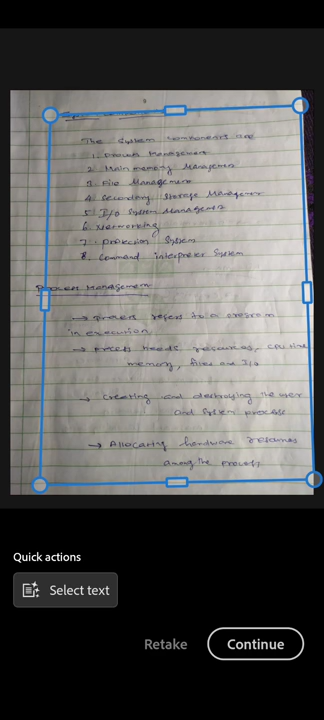 The System components are
1. Process Management
2. Main memory Management
3. File Management
4. Secondary Storage Management
5. I/O System Management
6. Networking
7. Protection System
8. Command interpreter System
Process Management
→ Process refers to a program
in execution
→ Process needs resources, CPU time
memory, files and I/o
→ Creating and destroying the user
and System process
→ Allocating hardware resources
among the process
Quick actions
Select text
Retake
Continue